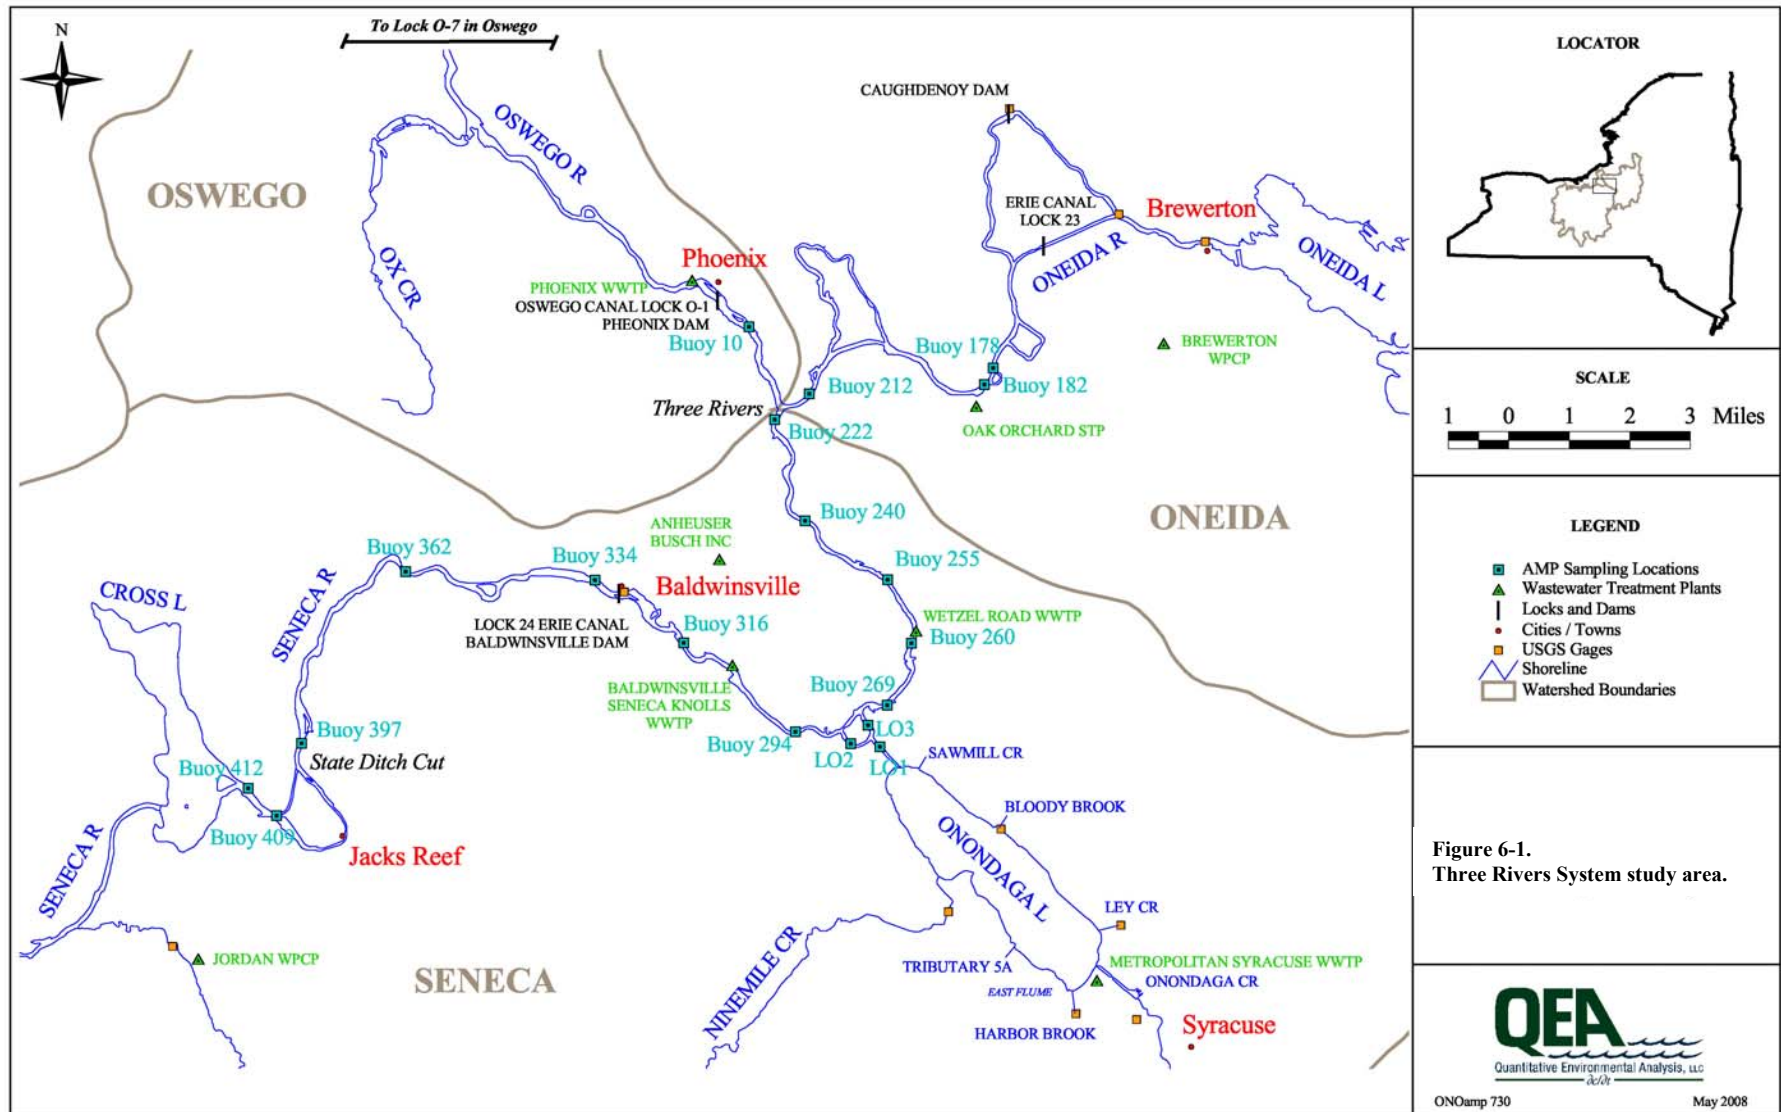 To Lock O-7 in Oswego
N
CAUGHDENOY DAM
OSWEGO R
OSWEGO
ERIE CANAL
LOCK 23
Brewerton
ONEIDA R
ONEIDA L
OX CR
Phoenix
PHOENIX WWTP
OSWEGO CANAL LOCK O-1
PHEONIX DAM
Buoy 10
Buoy 178
BREWERTON
WPCP
Buoy 212
Buoy 182
Three Rivers
Buoy 222
OAK ORCHARD STP
Buoy 240
ONEIDA
ANHEUSER
BUSCH INC
Buoy 362
Buoy 334
Buoy 255
Baldwinsville
CROSS L
SENECA R
LOCK 24 ERIE CANAL
BALDWINSVILLE DAM
Buoy 316
WETZEL ROAD WWTP
Buoy 260
BALDWINSVILLE
SENECA KNOLLS
WWTP
Buoy 269
Buoy 397
Buoy 294
LO3
LO2
LO1
SAWMILL CR
State Ditch Cut
Buoy 412
Buoy 409
BLOODY BROOK
Jacks Reef
ONONDAGA L
SENECA R
LEY CR
JORDAN WPCP
SENECA
NINEMILE CR
TRIBUTARY 5A
METROPOLITAN SYRACUSE WWTP
ONONDAGA CR
EAST FLUME
HARBOR BROOK
Syracuse
LOCATOR
SCALE
1 0 1 2 3 Miles
LEGEND
AMP Sampling Locations
Wastewater Treatment Plants
Locks and Dams
Cities / Towns
USGS Gages
Shoreline
Watershed Boundaries
Figure 6-1.
Three Rivers System study area.
QEA
Quantitative Environmental Analysis, LLC
∂c/∂t
ONOamp 730 May 2008